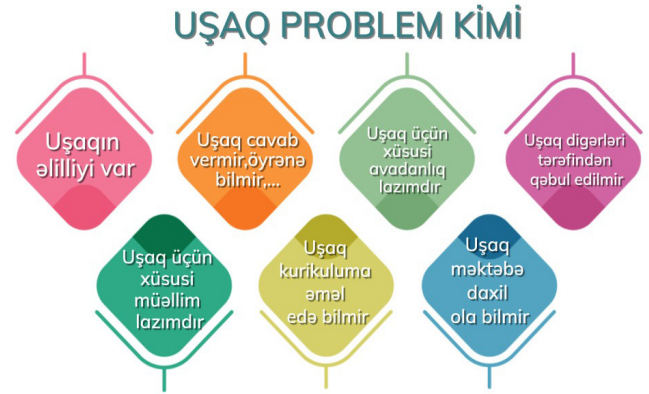 UŞAQ PROBLEM KİMİ
Uşaqın
əlilliyi var
Uşaq cavab
vermir,öyrənə
bilmir,...
Uşaq üçün
xüsusi
avadanlıq
lazımdır
Uşaq digərləri
tərəfindən
qəbul edilmir
Uşaq üçün
xüsusi
müəllim
lazımdır
Uşaq
kurikuluma
əməl
edə bilmir
Uşaq
məktəbə
daxil
ola bilmir